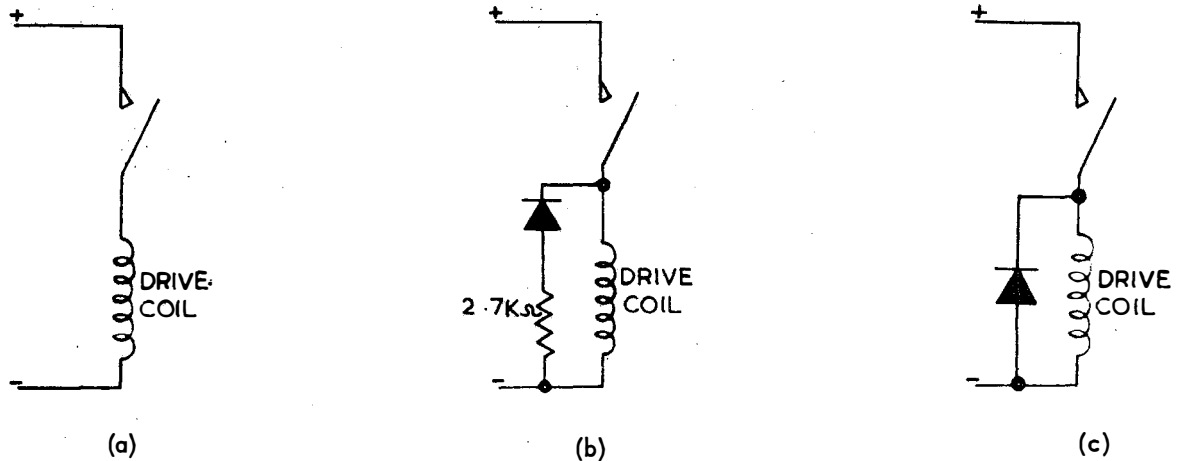 +
DRIVE.
COIL
-
(a)
+
2.7KΩ
DRIVE
COIL
-
(b)
+
DRIVE
COIL
-
(c)